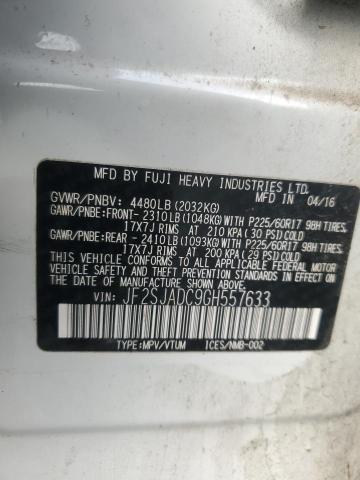 MFD BY FUJI HEAVY INDUSTRIES LTD.
MFD IN 04/16
GVWR/PNBV: 4480LB (2032KG)
GAWR/PNBE: FRONT- 2310LB (1048KG) WITH P225/60R17 98H TIRES,
17X7J RIMS AT 210 KPA (30 PSI) COLD
GAWR/PNBE: REAR - 2410LB (1093KG) WITH P225/60R17 98H TIRES,
17X7J RIMS AT 200 KPA (29 PSI) COLD
THIS VEHICLE CONFORMS TO ALL APPLICABLE FEDERAL MOTOR
VEHICLE SAFETY STANDARDS IN EFFECT ON THE DATE OF
MANUFACTURE SHOWN ABOVE.
VIN: JF2SJADC9GH557633
TYPE:MPV/VTUM ICES/NMB-002